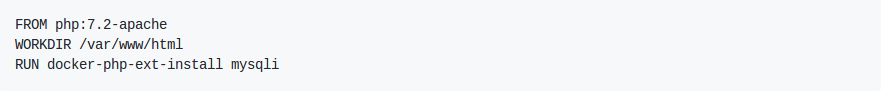 FROM php:7.2-apache
WORKDIR /var/www/html
RUN docker-php-ext-install mysqli